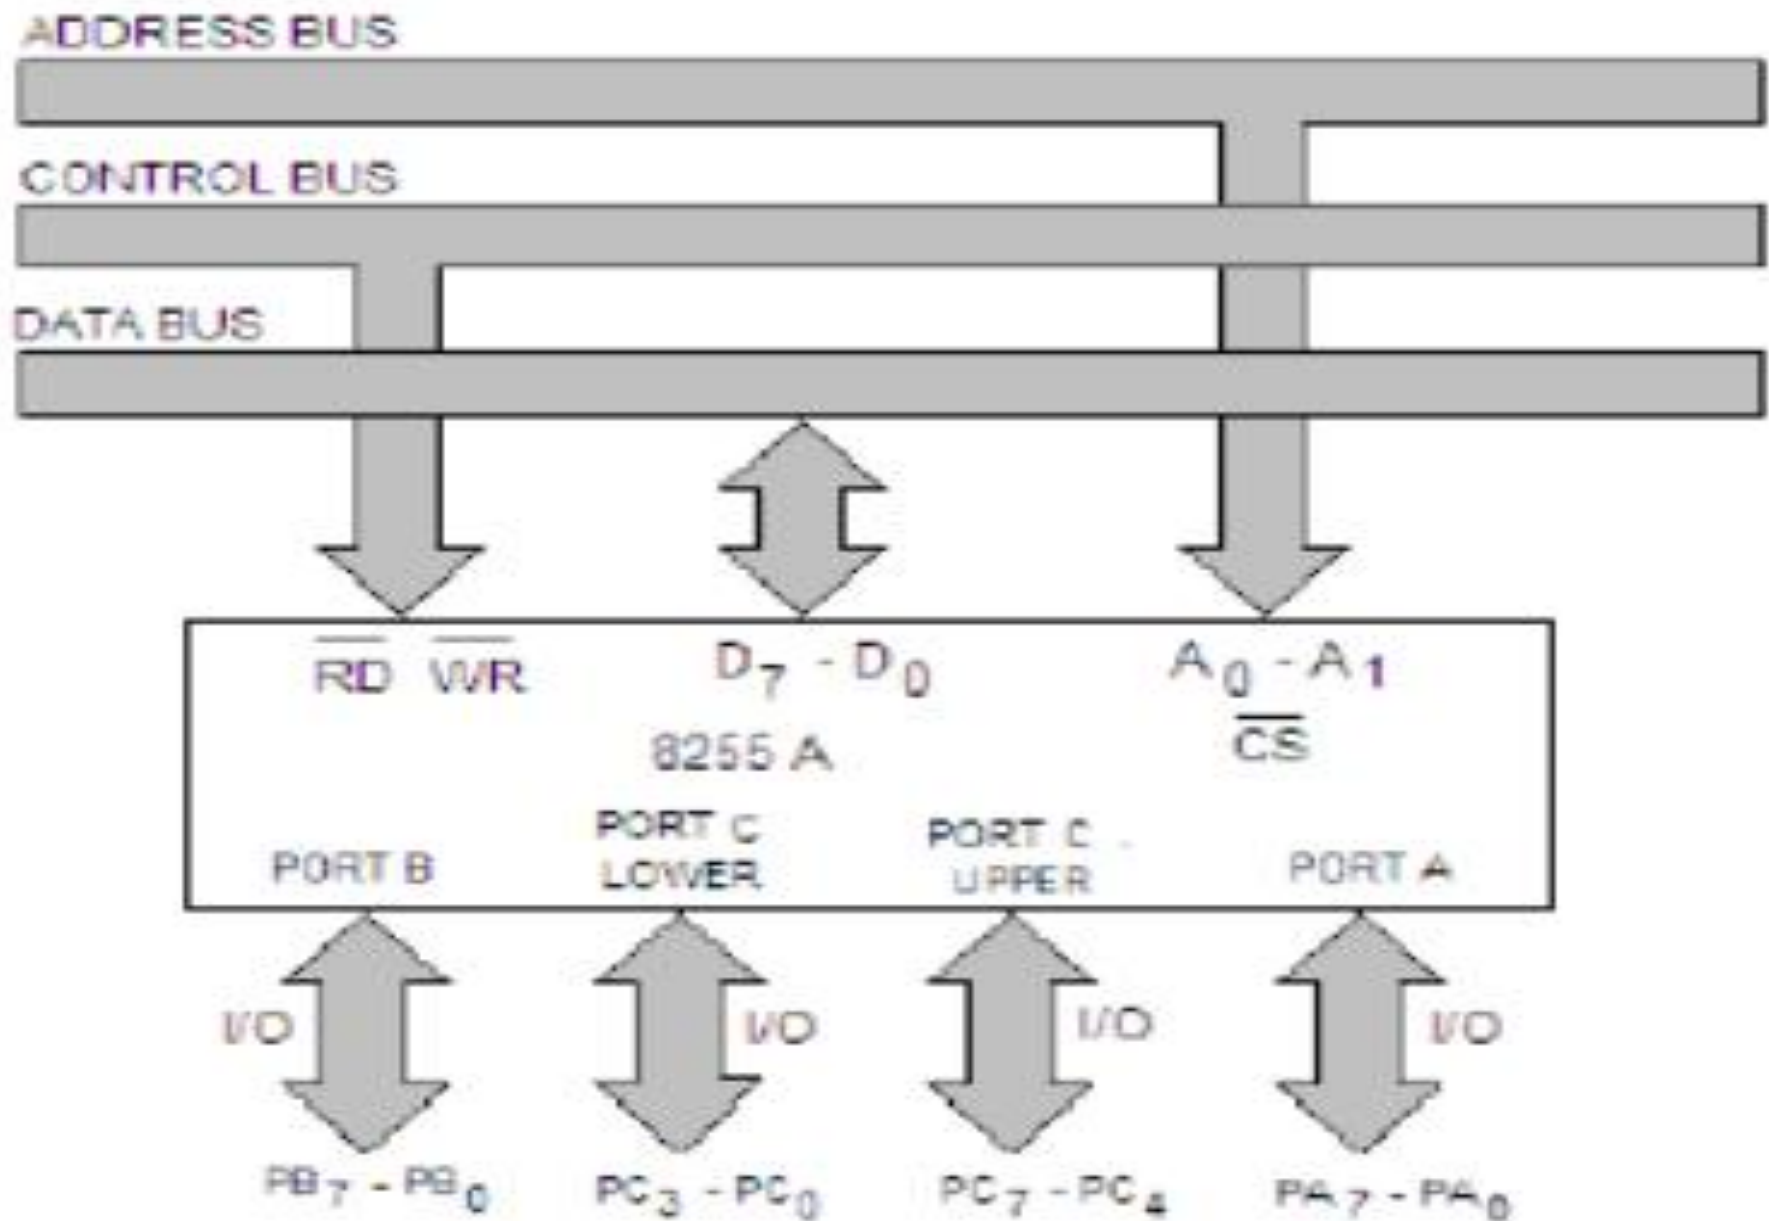 ADDRESS BUS
CONTROL BUS
DATA BUS
RD WR D7 - D0 A0 - A1
CS
8255 A
PORT B PORT C LOWER PORT C UPPER PORT A
I/O I/O I/O I/O
PB7 - PB0 PC3 - PC0 PC7 - PC4 PA7 - PA0